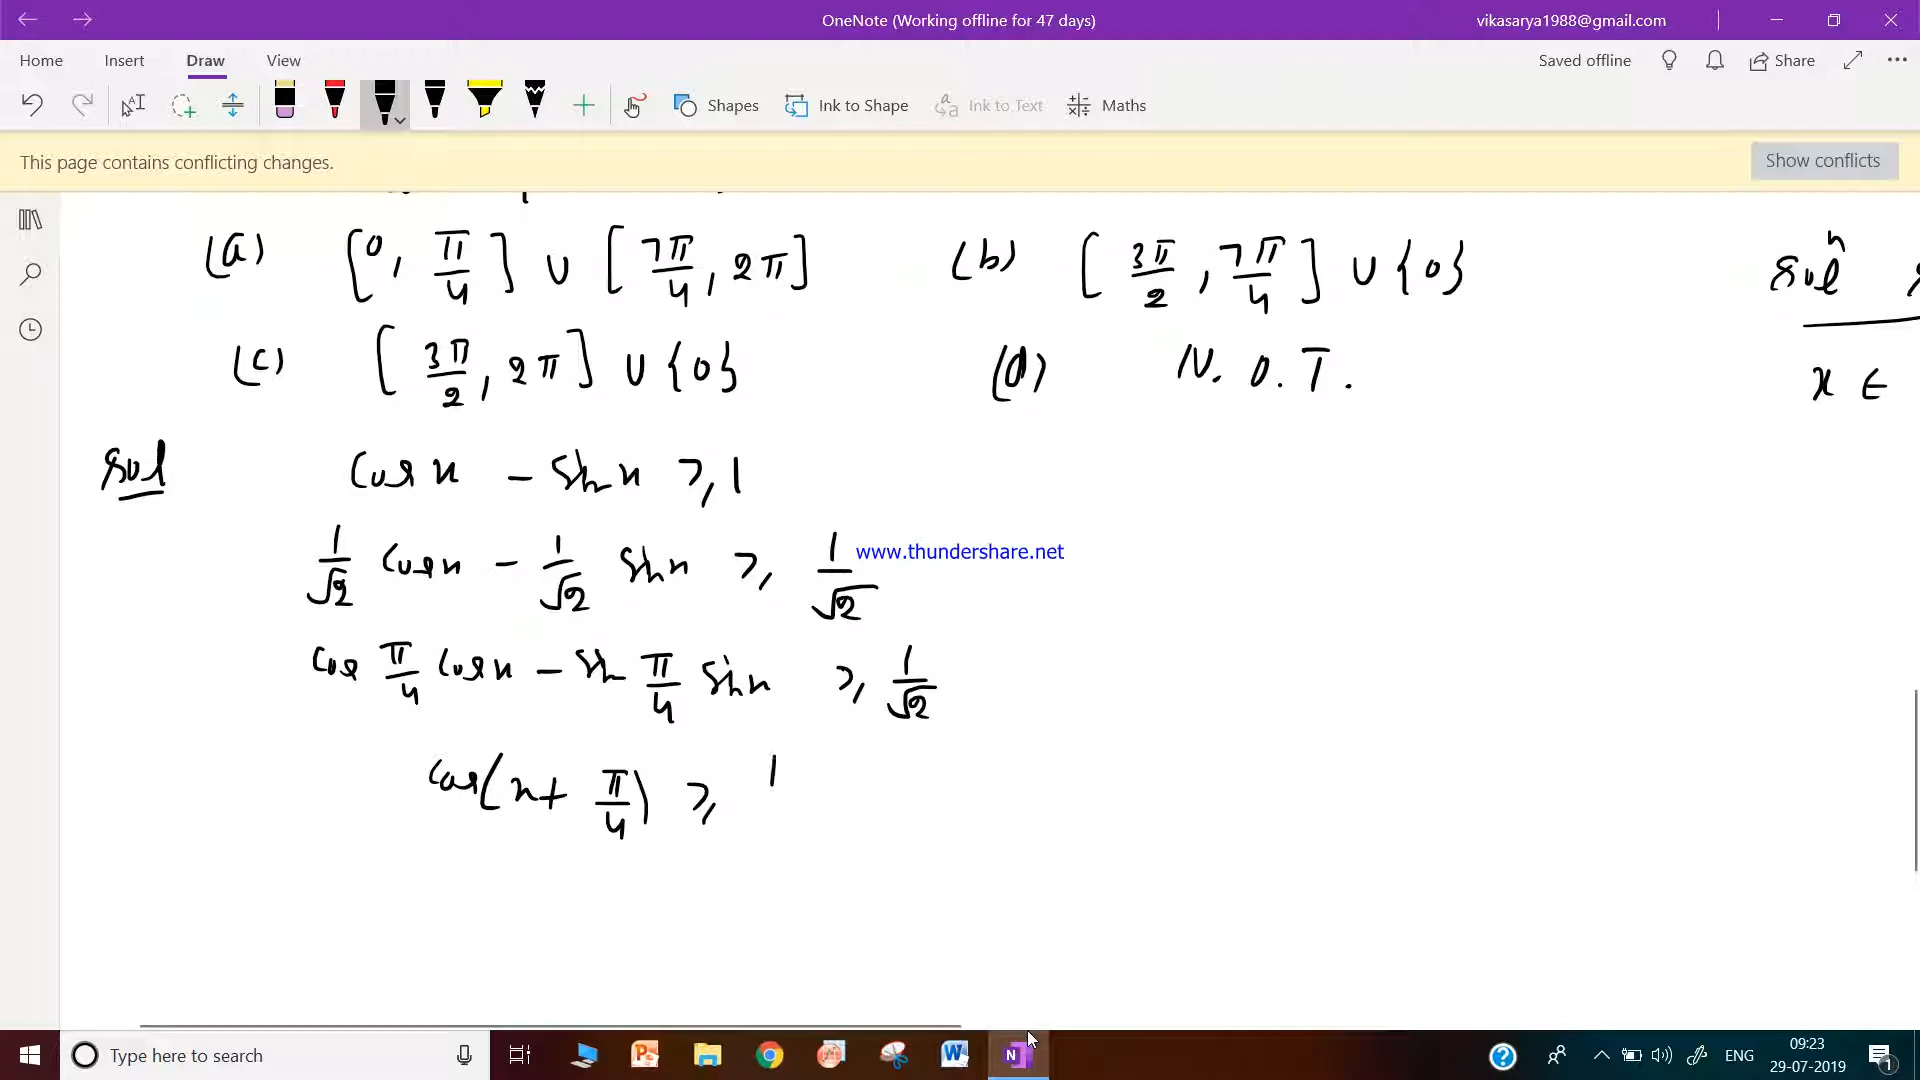 OneNote (Working offline for 47 days)
vikasarya1988@gmail.com
Home Insert Draw View
Saved offline Share
Shapes Ink to Shape Ink to Text Maths
This page contains conflicting changes.
Show conflicts
(a) [0, π/4] ∪ [7π/4, 2π] (b) [3π/2, 7π/4] ∪ {0}
solⁿ
(c) [3π/2, 2π] ∪ {0} (d) N. O. T.
x ∈
sol cos x - sin x ≥ 1
1/√2 cos x - 1/√2 sin x ≥ 1/√2
www.thundershare.net
cos π/4 cos x - sin π/4 sin x ≥ 1/√2
cos(x + π/4) ≥ 1
Type here to search
ENG
09:23
29-07-2019
1